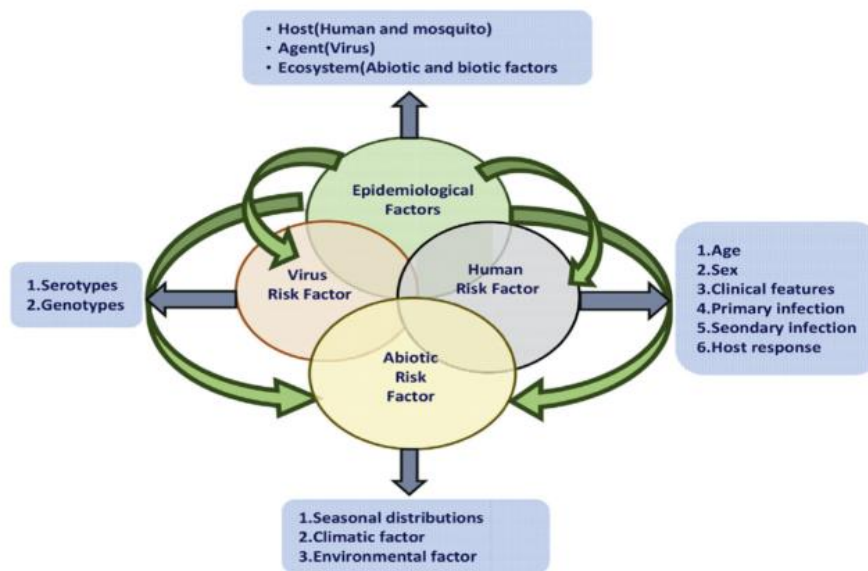 • Host(Human and mosquito)
• Agent(Virus)
• Ecosystem(Abiotic and biotic factors
Epidemiological
Factors
Virus
Risk Factor
Human
Risk Factor
Abiotic
Risk
Factor
1.Serotypes
2.Genotypes
1.Age
2.Sex
3.Clinical features
4.Primary infection
5.Seondary infection
6.Host response
1.Seasonal distributions
2.Climatic factor
3.Environmental factor